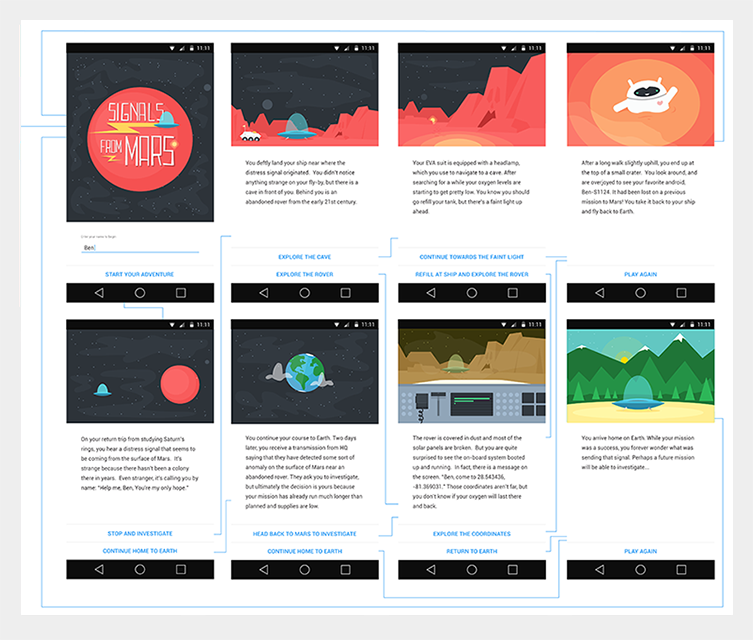 11:11
SIGNALS
FROM MARS
Enter your name to begin
Ben
START YOUR ADVENTURE
11:11
You deftly land your ship near where the
distress signal originated. You didn't notice
anything strange on your fly-by, but there is a
cave in front of you. Behind you is an
abandoned rover from the early 21st century.
EXPLORE THE CAVE
EXPLORE THE ROVER
11:11
Your EVA suit is equipped with a headlamp,
which you use to navigate to a cave. After
searching for a while your oxygen levels are
starting to get pretty low. You know you should
go refill your tank, but there's a faint light up
ahead.
CONTINUE TOWARDS THE FAINT LIGHT
REFILL AT SHIP AND EXPLORE THE ROVER
11:11
After a long walk slightly uphill, you end up at
the top of a small crater. You look around, and
are overjoyed to see your favorite android,
Ben-S1124. It had been lost on a previous
mission to Mars! You take it back to your ship
and fly back to Earth.
PLAY AGAIN
11:11
On your return trip from studying Saturn's
rings, you hear a distress signal that seems to
be coming from the surface of Mars. It's
strange because there hasn't been a colony
there in years. Even stranger, it's calling you by
name: "Help me, Ben, You're my only hope."
STOP AND INVESTIGATE
CONTINUE HOME TO EARTH
11:11
You continue your course to Earth. Two days
later, you receive a transmission from HQ
saying that they have detected some sort of
anomaly on the surface of Mars near an
abandoned rover. They ask you to investigate,
but ultimately the decision is yours because
your mission has already run much longer than
planned and supplies are low.
HEAD BACK TO MARS TO INVESTIGATE
CONTINUE HOME TO EARTH
11:11
The rover is covered in dust and most of the
solar panels are broken. But you are quite
surprised to see the on-board system booted
up and running. In fact, there is a message on
the screen. "Ben, come to 28.543436,
-81.369031." Those coordinates aren't far, but
you don't know if your oxygen will last there
and back.
EXPLORE THE COORDINATES
RETURN TO EARTH
11:11
You arrive home on Earth. While your mission
was a success, you forever wonder what was
sending that signal. Perhaps a future mission
will be able to investigate...
PLAY AGAIN